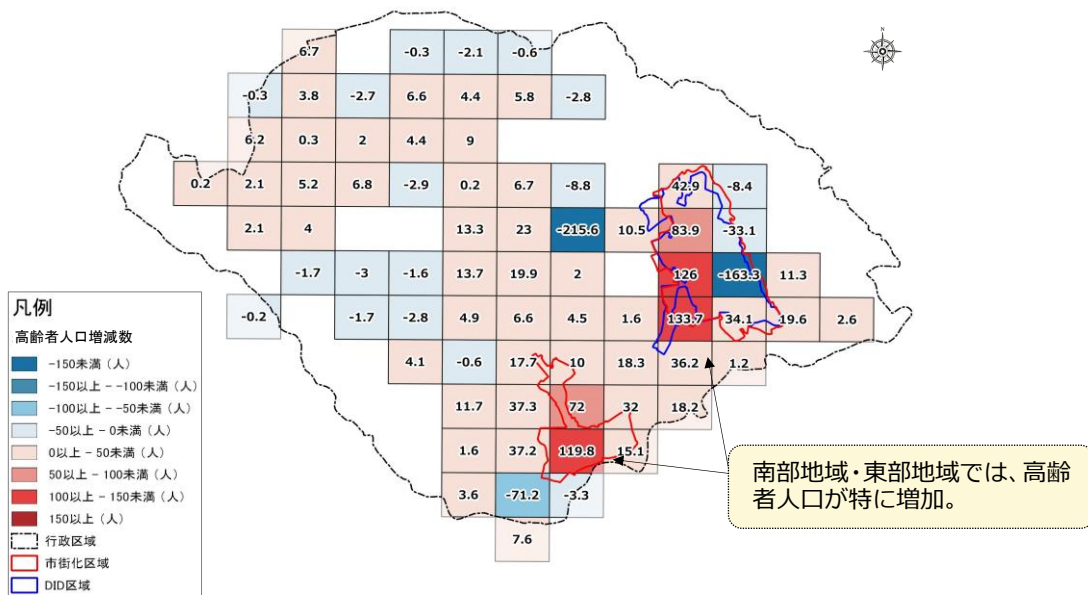 6.7 -0.3 -2.1 -0.6
-0.3 3.8 -2.7 6.6 4.4 5.8 -2.8
6.2 0.3 2 4.4 9
0.2 2.1 5.2 6.8 -2.9 0.2 6.7 -8.8 42.9 -8.4
2.1 4 13.3 23 -215.6 10.5 83.9 -33.1
-1.7 -3 -1.6 13.7 19.9 2 126 -163.3 11.3
-0.2 -1.7 -2.8 4.9 6.6 4.5 1.6 133.7 34.1 19.6 2.6
4.1 -0.6 17.7 10 18.3 36.2 1.2
11.7 37.3 72 32 18.2
1.6 37.2 119.8 15.1
3.6 -71.2 -3.3
7.6
凡例
高齢者人口増減数
-150未満（人）
-150以上 - -100未満（人）
-100以上 - -50未満（人）
-50以上 - 0未満（人）
0以上 - 50未満（人）
50以上 - 100未満（人）
100以上 - 150未満（人）
150以上（人）
行政区域
市街化区域
DID区域
南部地域・東部地域では、高齢
者人口が特に増加。